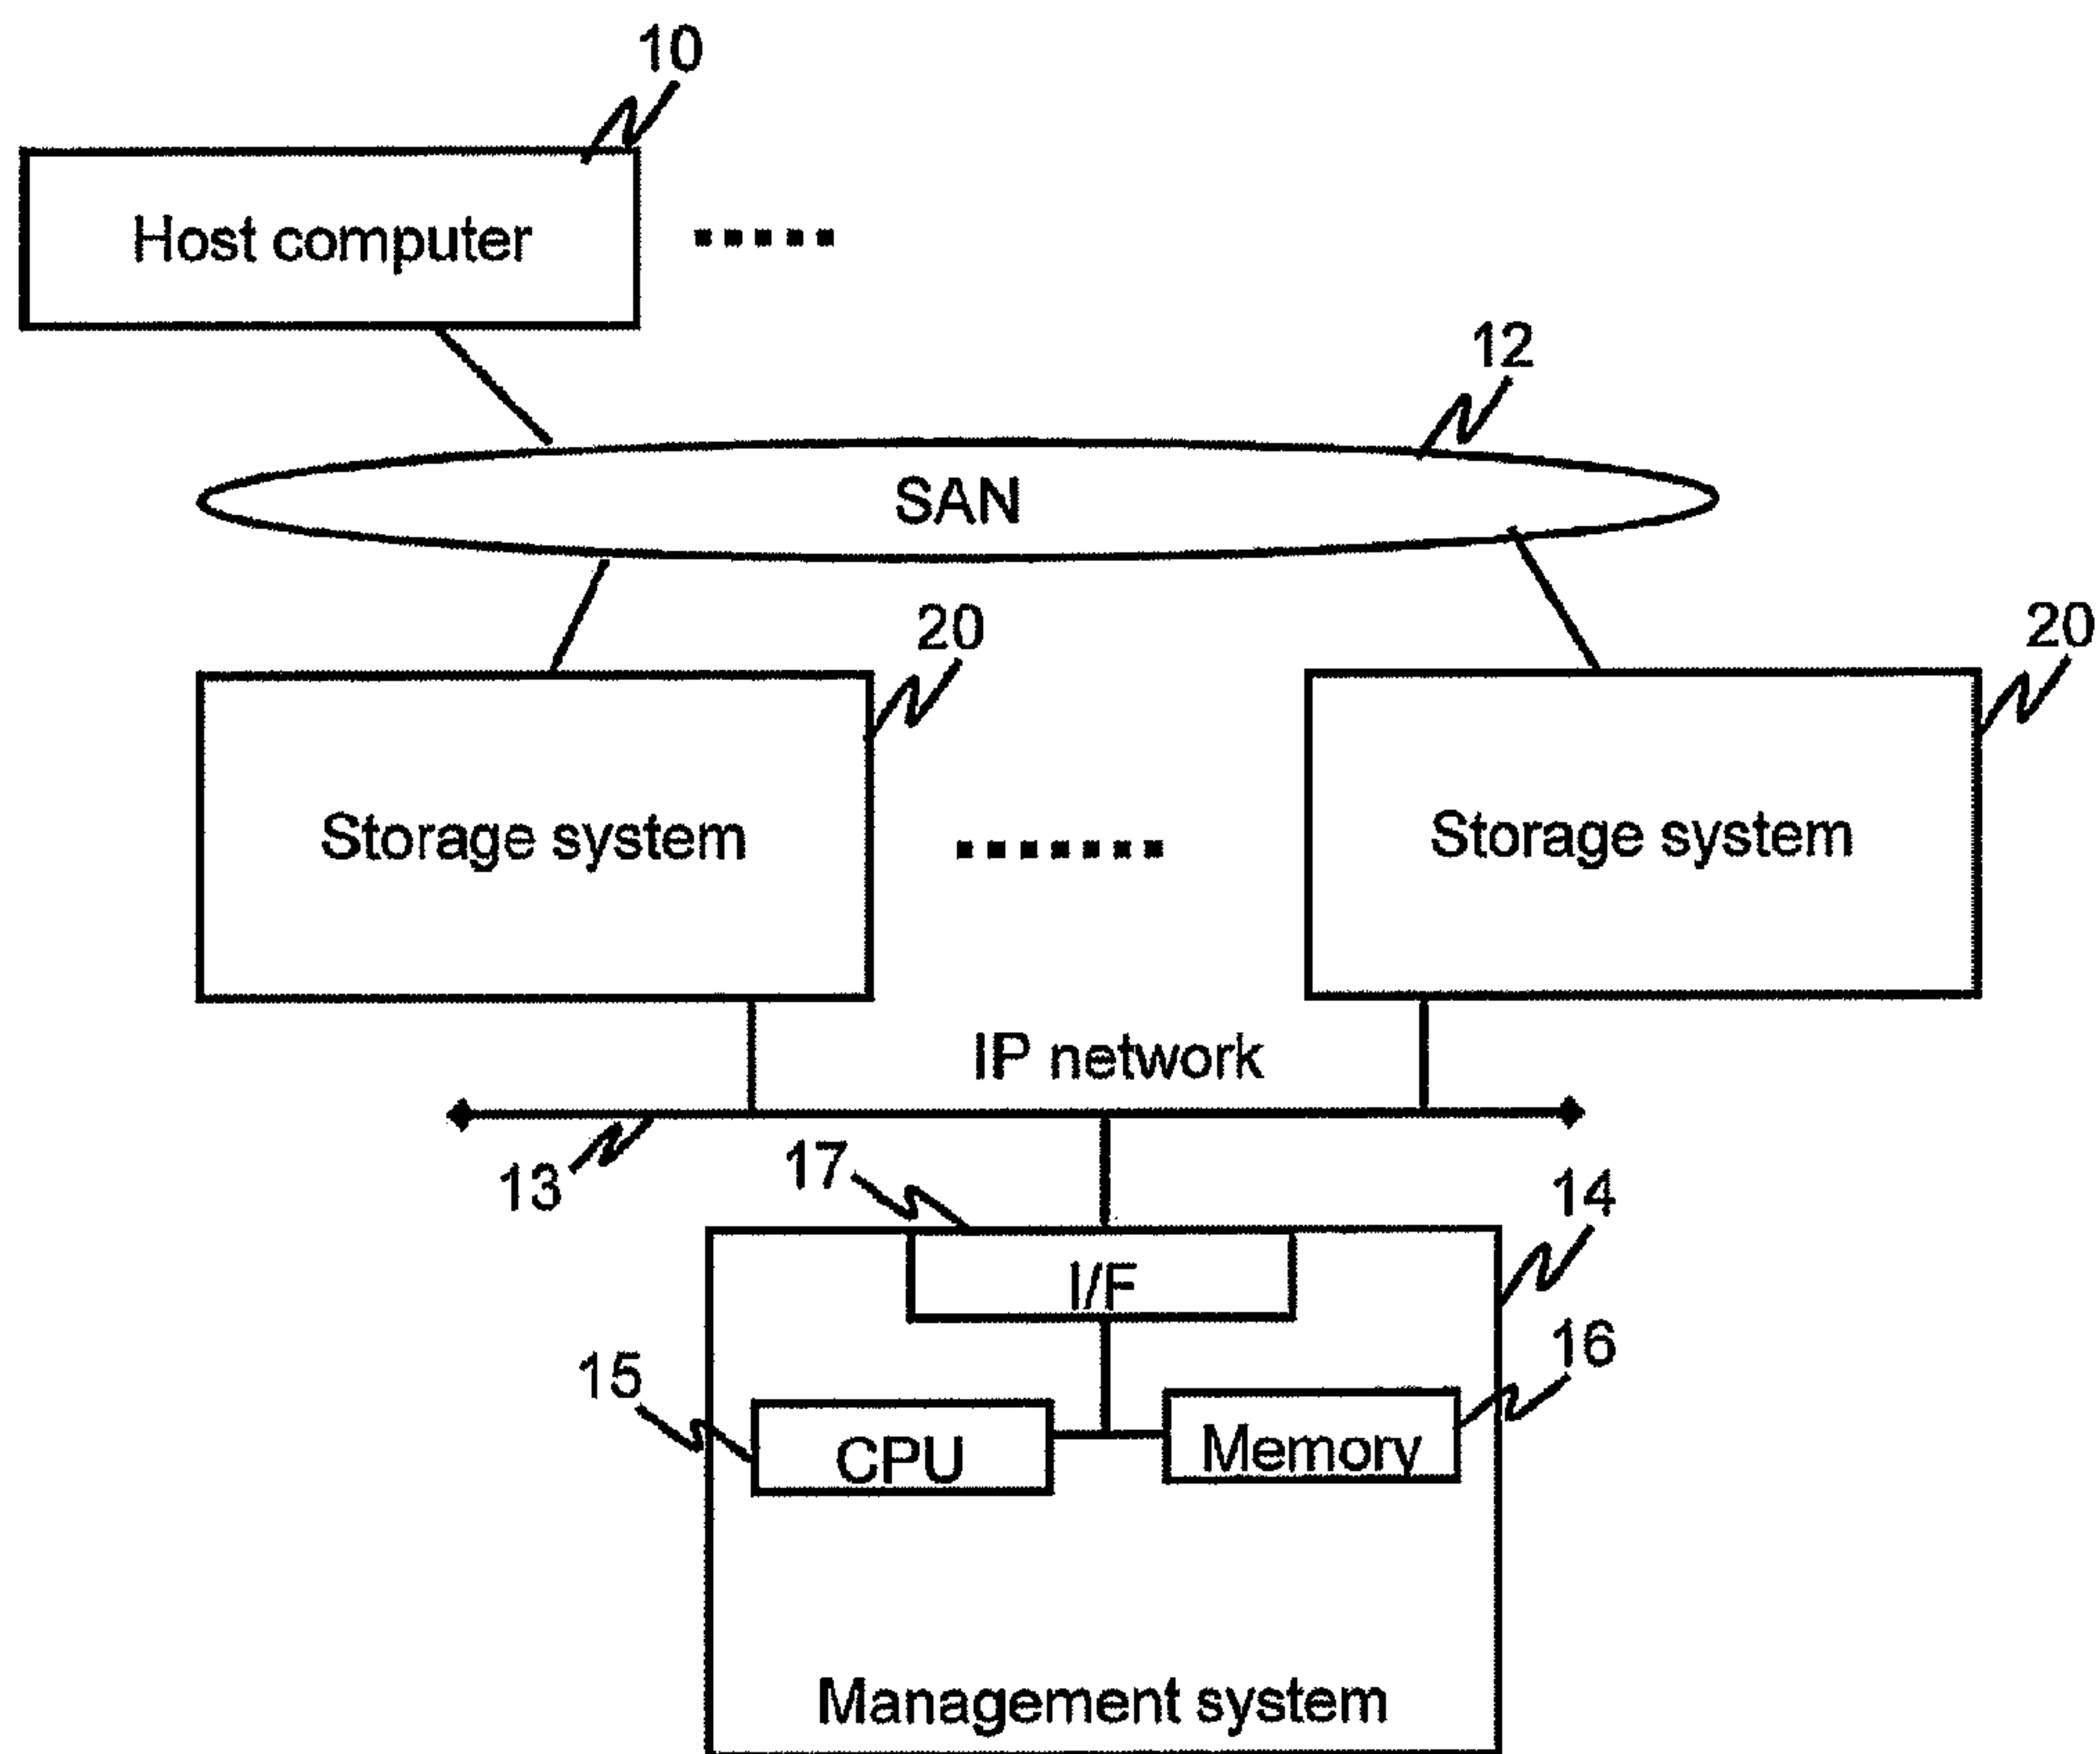 10
Host computer
12
SAN
20
20
Storage system
Storage system
IP network
13
17
14
I/F
15
16
CPU
Memory
Management system